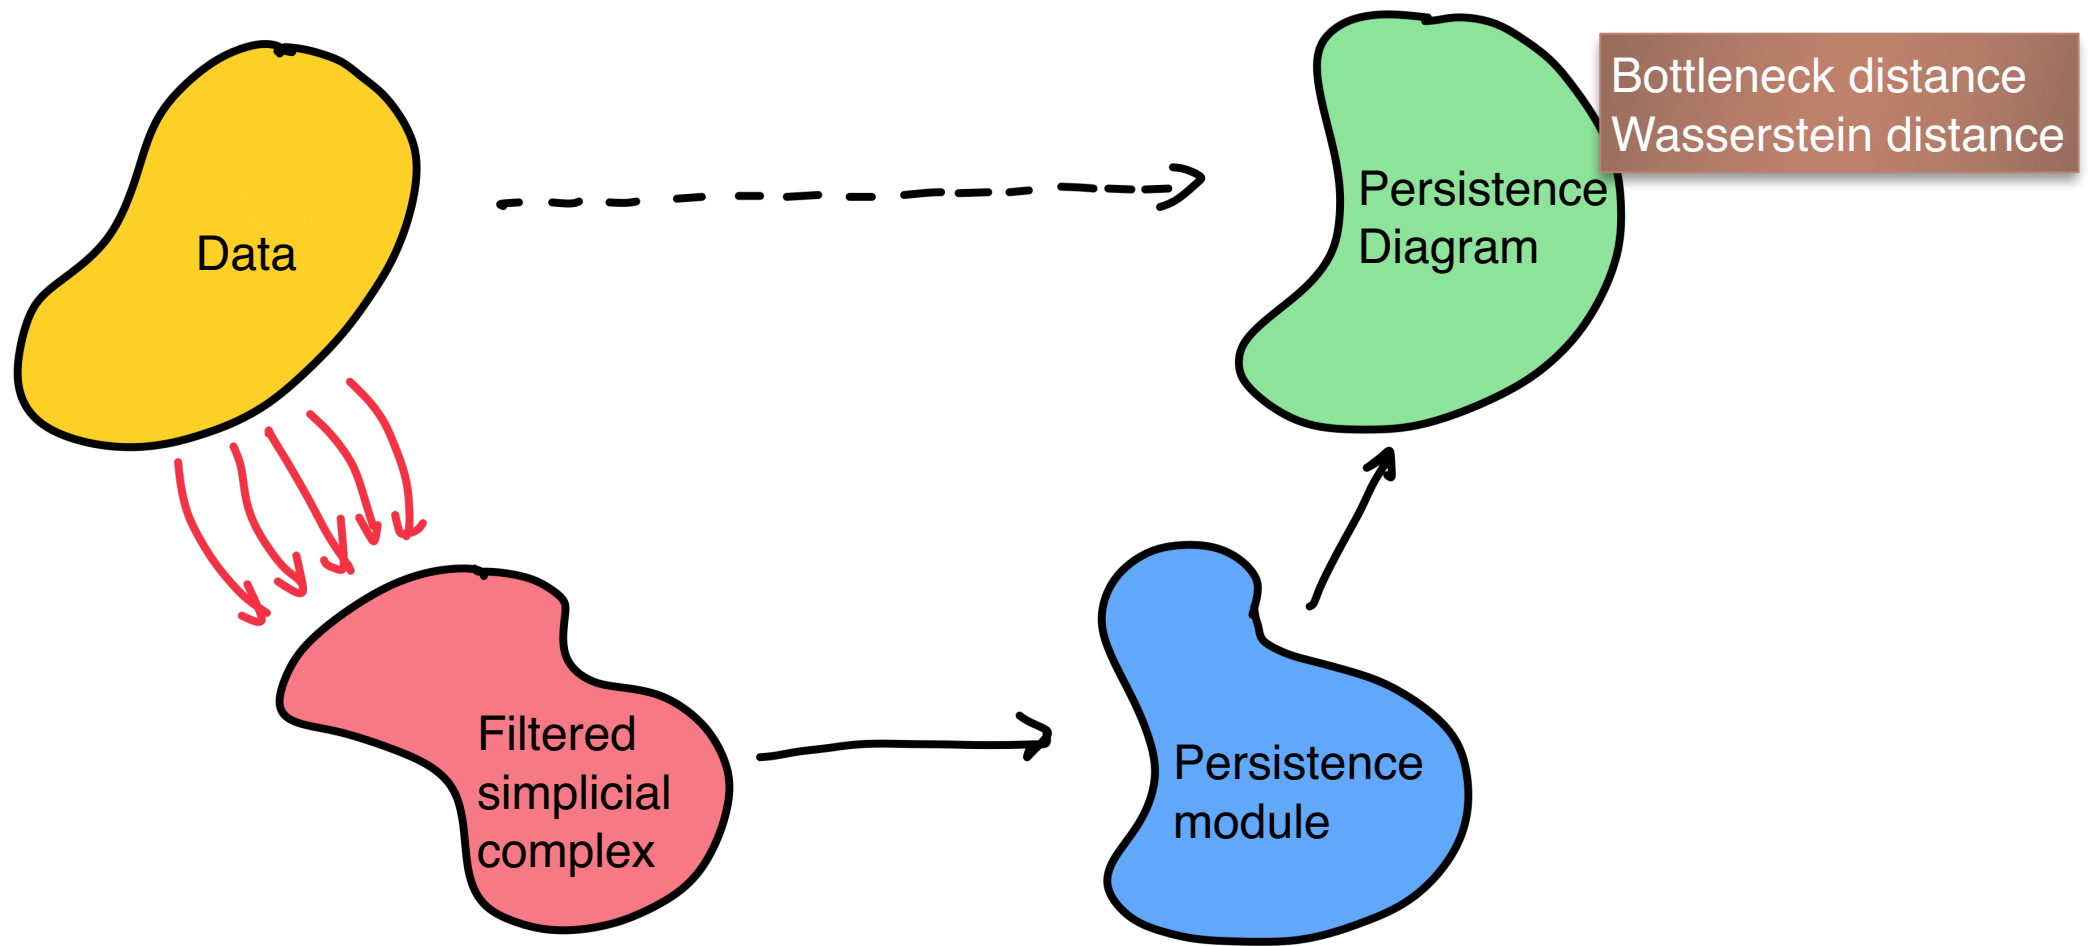 Data
Persistence
Diagram
Bottleneck distance
Wasserstein distance
Filtered
simplicial
complex
Persistence
module